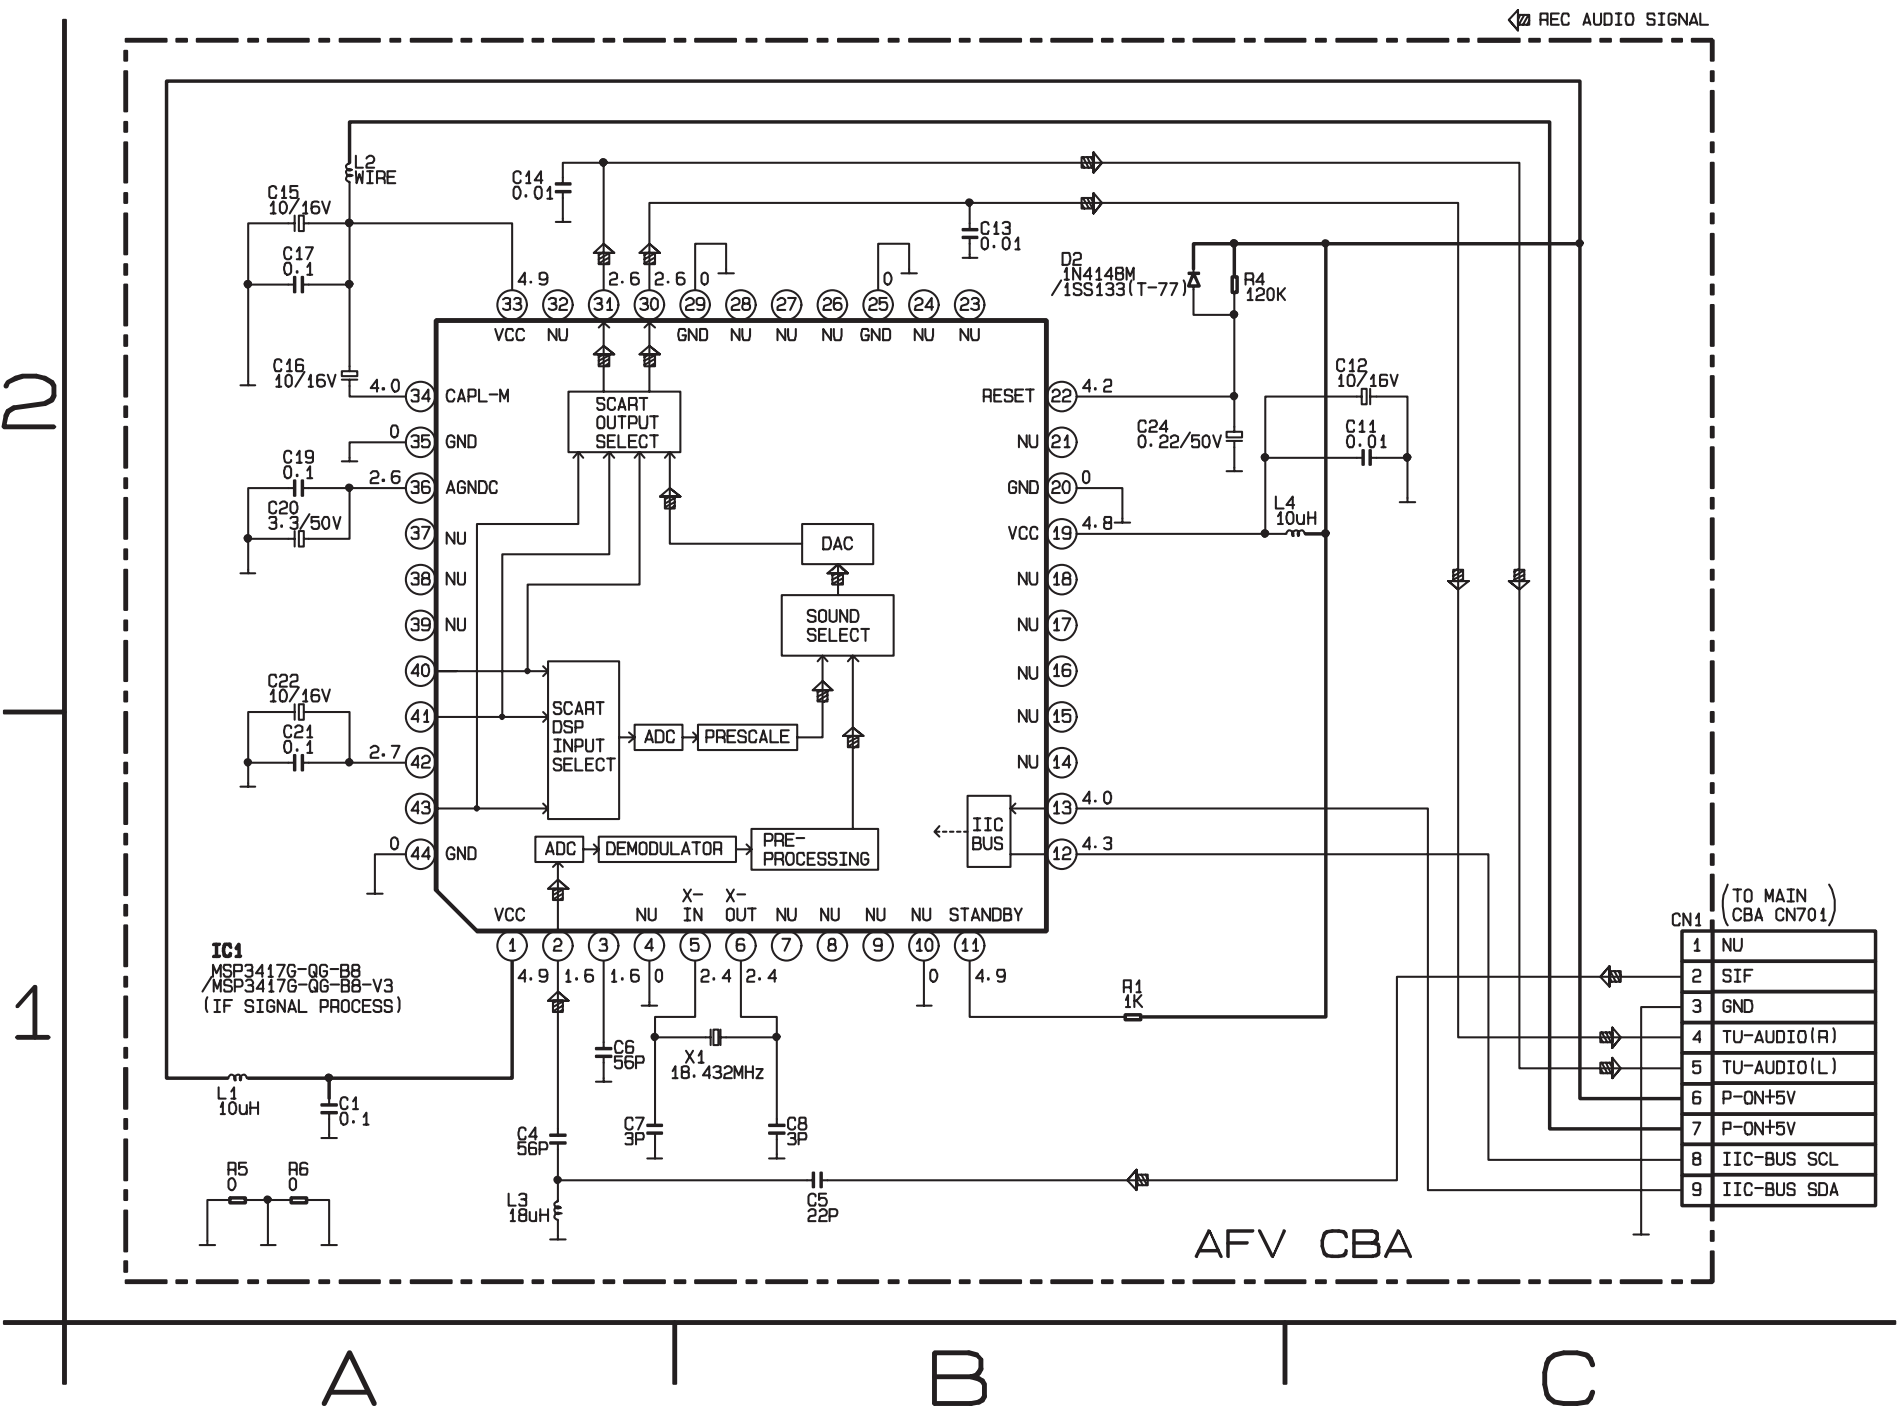 REC AUDIO SIGNAL
L2
WIRE
C15
10/16V
C17
0.1
C14
0.01
C13
0.01
D2
1N4148M
/1SS133(T-77)
R4
120K
4.9
2.6
2.6
0
0
33
32
31
30
29
28
27
26
25
24
23
VCC
NU
GND
NU
NU
NU
GND
NU
NU
C16
10/16V
4.0
34
CAPL-M
0
35
GND
C19
0.1
2.6
36
AGNDC
C20
3.3/50V
37
NU
38
NU
39
NU
40
C22
10/16V
41
C21
0.1
2.7
42
43
0
44
GND
SCART
OUTPUT
SELECT
DAC
SOUND
SELECT
SCART
DSP
INPUT
SELECT
ADC
PRESCALE
ADC
DEMODULATOR
PRE-
PROCESSING
IIC
BUS
RESET
22
4.2
NU
21
GND
20
0
VCC
19
4.8
NU
18
NU
17
NU
16
NU
15
NU
14
13
4.0
12
4.3
C24
0.22/50V
C12
10/16V
C11
0.01
L4
10uH
VCC
NU
X-
IN
X-
OUT
NU
NU
NU
NU
STANDBY
1
2
3
4
5
6
7
8
9
10
11
4.9
1.6
1.6
0
2.4
2.4
0
4.9
IC1
MSP3417G-QG-B8
/MSP3417G-QG-B8-V3
(IF SIGNAL PROCESS)
R1
1K
C6
56P
X1
18.432MHz
L1
10uH
C1
0.1
C4
56P
C7
3P
C8
3P
R5
0
R6
0
L3
18uH
C5
22P
AFV CBA
CN1
(TO MAIN
CBA CN701)
1 NU
2 SIF
3 GND
4 TU-AUDIO(R)
5 TU-AUDIO(L)
6 P-ON+5V
7 P-ON+5V
8 IIC-BUS SCL
9 IIC-BUS SDA
2
1
A
B
C